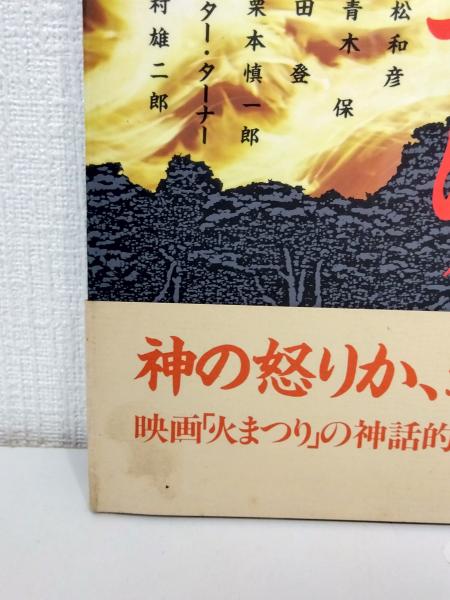 松和彦
青木保
田登
栗本慎一郎
ター・ターナー
村雄二郎
神の怒りか、
映画「火まつり」の神話的